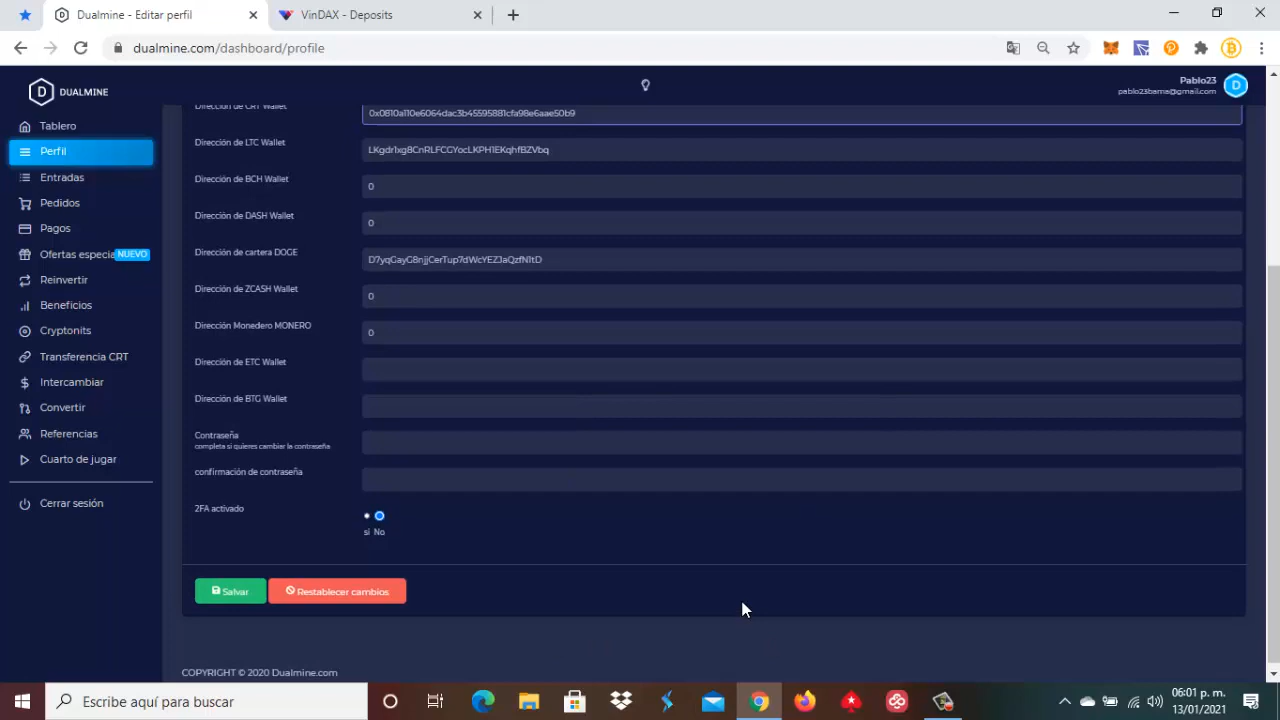 Dualmine - Editar perfil
VinDAX - Deposits
dualmine.com/dashboard/profile
D DUALMINE
Pablo23
pablo23bama@gmail.com
D
Tablero
Perfil
Entradas
Pedidos
Pagos
Ofertas especia NUEVO
Reinvertir
Beneficios
Cryptonits
Transferencia CRT
Intercambiar
Convertir
Referencias
Cuarto de jugar
Cerrar sesión
Dirección de CRT Wallet
0x0810a110e6064dac3b45595881cfa98e6aae50b9
Dirección de LTC Wallet
LKgdr1xg8CnRLFCGYocLKPH1EKqhfBZVbq
Dirección de BCH Wallet
0
Dirección de DASH Wallet
0
Dirección de cartera DOGE
D7yqGayG8njjCerTup7dWcYEZJaQzfN1tD
Dirección de ZCASH Wallet
0
Dirección Monedero MONERO
0
Dirección de ETC Wallet
Dirección de BTG Wallet
Contraseña
completa si quieres cambiar la contraseña
confirmación de contraseña
2FA activado
si No
Salvar
Restablecer cambios
COPYRIGHT © 2020 Dualmine.com
Escribe aquí para buscar
06:01 p. m.
13/01/2021